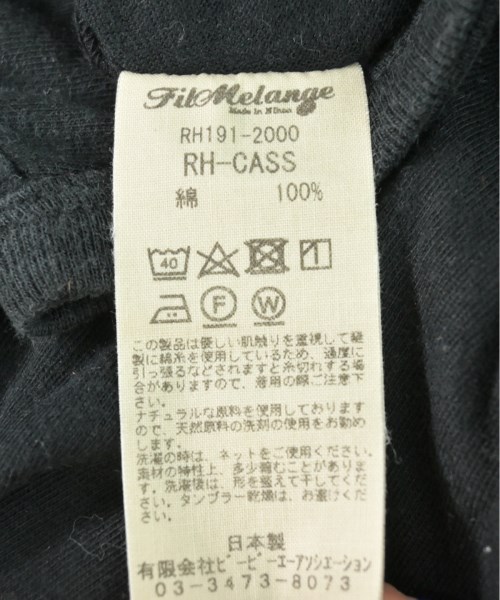 FilMelange
Made in Nihon
RH191-2000
RH-CASS
綿 100%
40
F W
この製品は優しい肌触りを重視して縫
製に綿糸を使用しているため、過度に
引っ張るなどされますと糸切れする場
合がありますので、着用の際ご注意下
さい。
ナチュラルな原料を使用しております
ので、天然原料の洗剤の使用をお勧め
します。
洗濯の時は、ネットをご使用ください。
素材の特性上、多少縮むことがありま
す。洗濯後は、形を整えて干してくだ
さい。タンブラー乾燥は、お避けくだ
さい。
日本製
有限会社ビービーエーアソシエーション
03-3473-8073